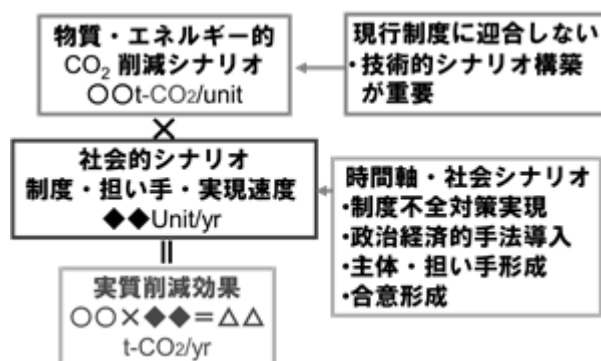 物質・エネルギー的
CO₂ 削減シナリオ
〇〇t-CO₂/unit
×
社会的シナリオ
制度・担い手・実現速度
◆◆Unit/yr
||
実質削減効果
〇〇×◆◆=△△
t-CO₂/yr
現行制度に迎合しない
・技術的シナリオ構築
が重要
時間軸・社会シナリオ
・制度不全対策実現
・政治経済的手法導入
・主体・担い手形成
・合意形成